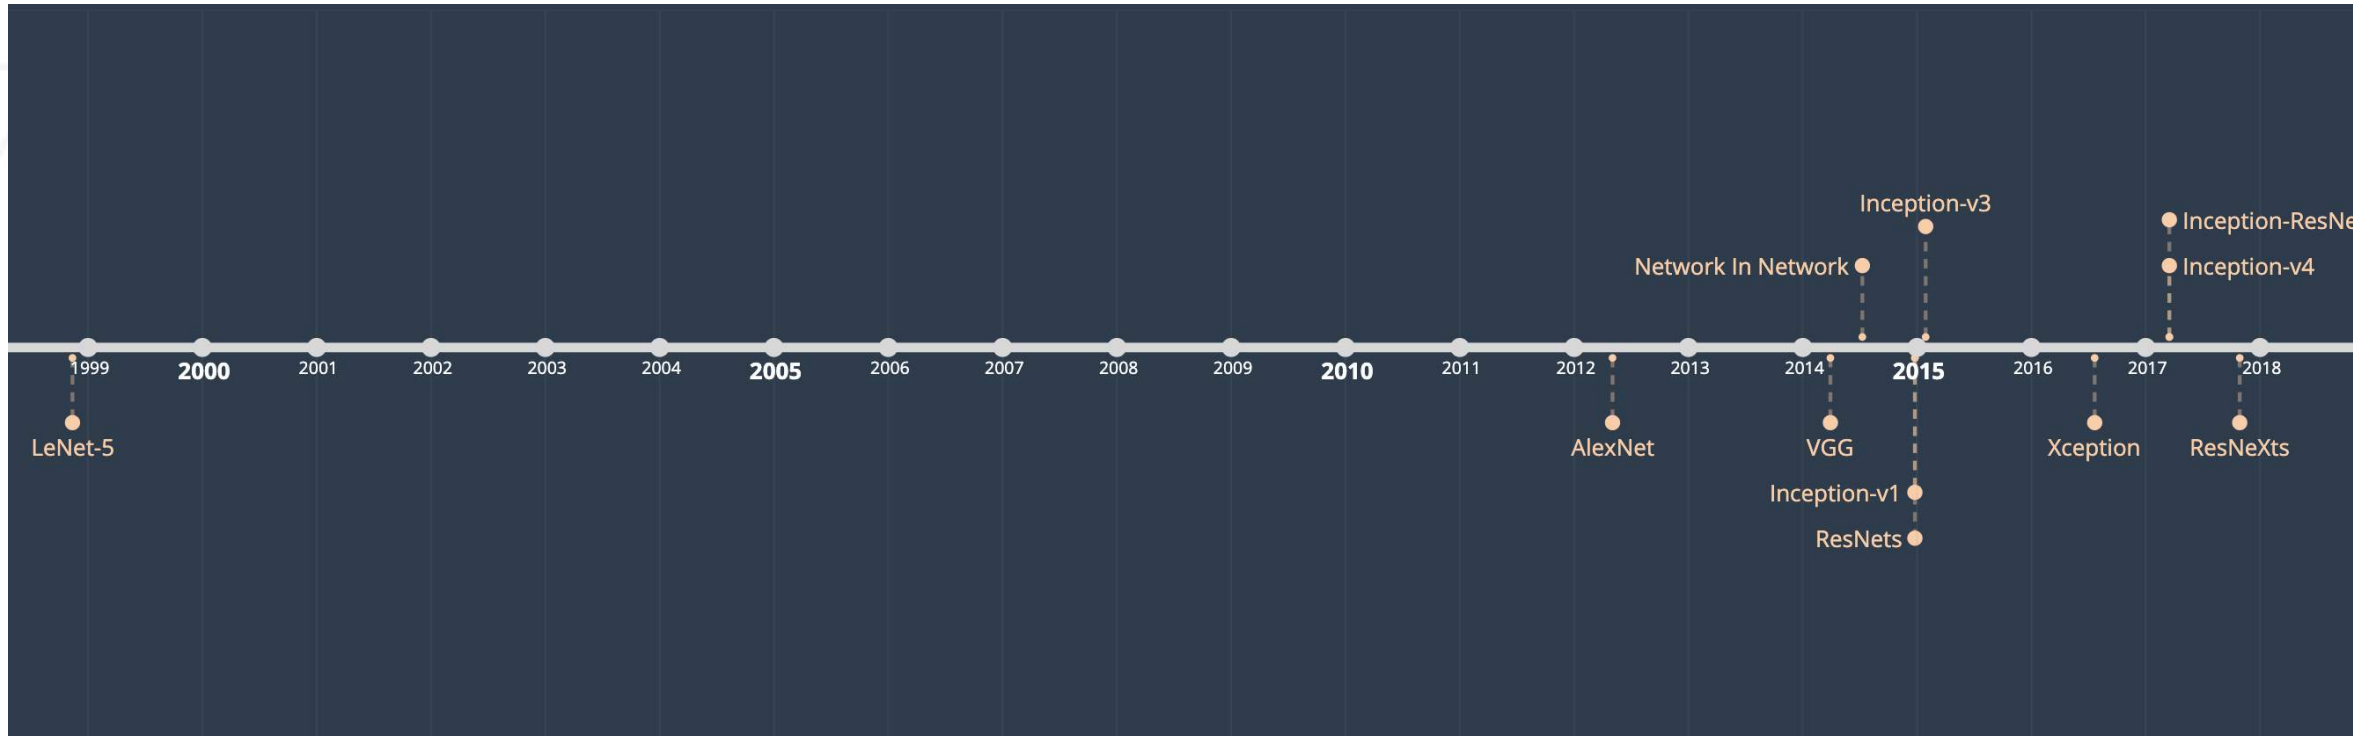 Inception-v3
Inception-ResNe
Network In Network
Inception-v4
1999 2000 2001 2002 2003 2004 2005 2006 2007 2008 2009 2010 2011 2012 2013 2014 2015 2016 2017 2018
LeNet-5
AlexNet
VGG
Xception
ResNeXts
Inception-v1
ResNets